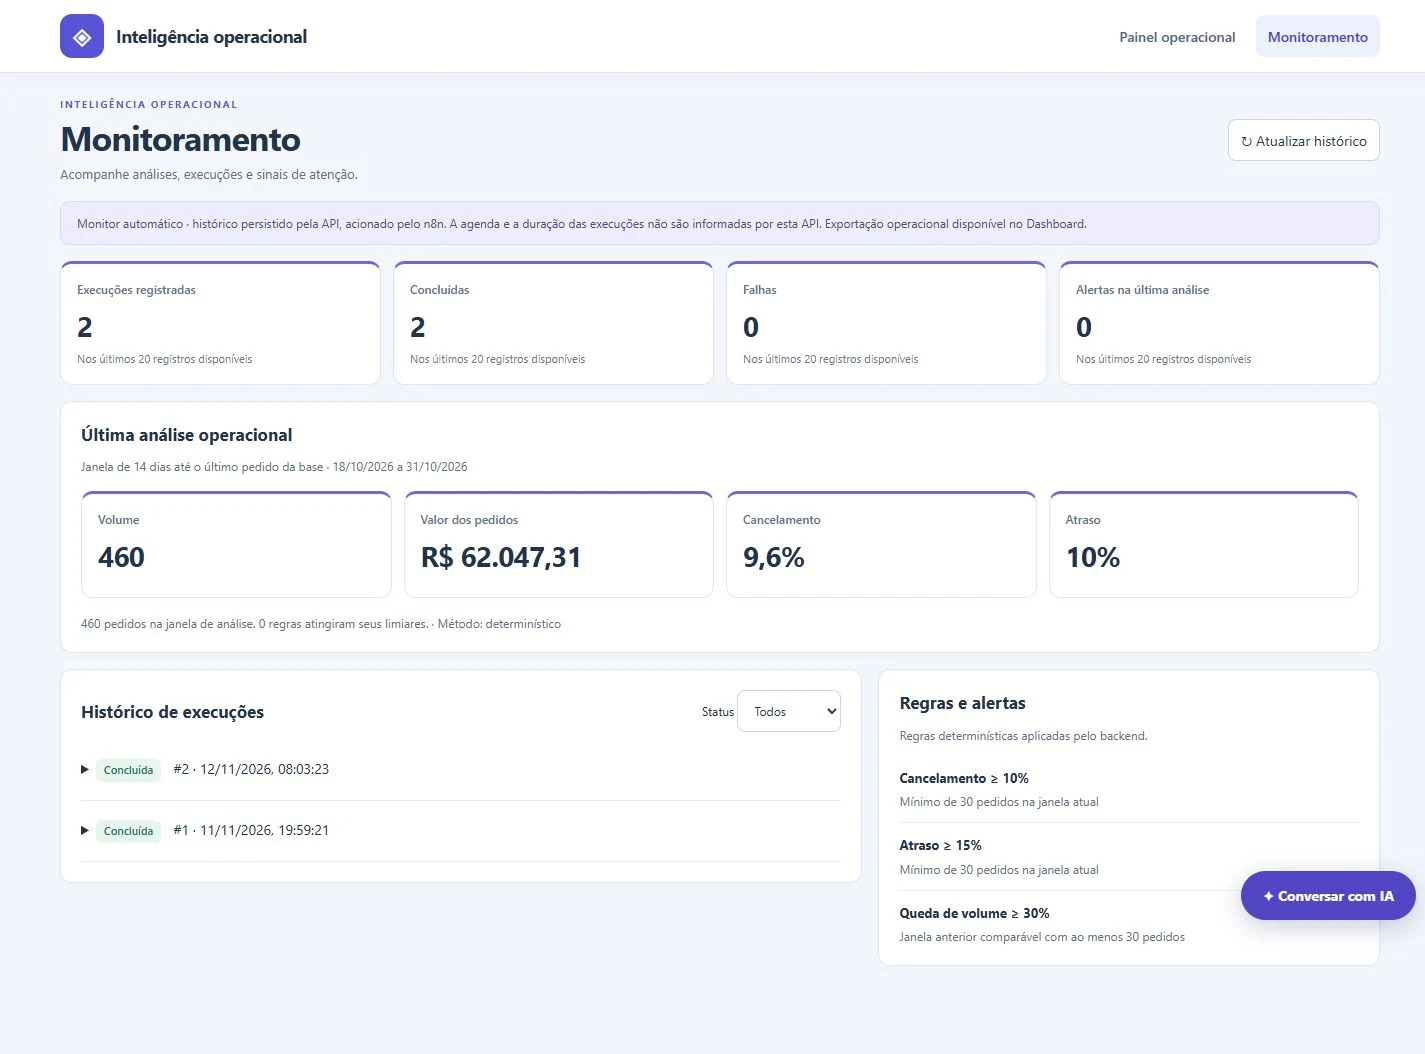 Inteligência operacional
Painel operacional
Monitoramento
INTELIGÊNCIA OPERACIONAL
Monitoramento
Acompanhe análises, execuções e sinais de atenção.
↻ Atualizar histórico
Monitor automático · histórico persistido pela API, acionado pelo n8n. A agenda e a duração das execuções não são informadas por esta API. Exportação operacional disponível no Dashboard.
Execuções registradas
2
Nos últimos 20 registros disponíveis
Concluídas
2
Nos últimos 20 registros disponíveis
Falhas
0
Nos últimos 20 registros disponíveis
Alertas na última análise
0
Nos últimos 20 registros disponíveis
Última análise operacional
Janela de 14 dias até o último pedido da base · 18/10/2026 a 31/10/2026
Volume
460
Valor dos pedidos
R$ 62.047,31
Cancelamento
9,6%
Atraso
10%
460 pedidos na janela de análise. 0 regras atingiram seus limiares. · Método: determinístico
Histórico de execuções
Status Todos
Concluída #2 · 12/11/2026, 08:03:23
Concluída #1 · 11/11/2026, 19:59:21
Regras e alertas
Regras determinísticas aplicadas pelo backend.
Cancelamento ≥ 10%
Mínimo de 30 pedidos na janela atual
Atraso ≥ 15%
Mínimo de 30 pedidos na janela atual
Queda de volume ≥ 30%
Janela anterior comparável com ao menos 30 pedidos
✦ Conversar com IA